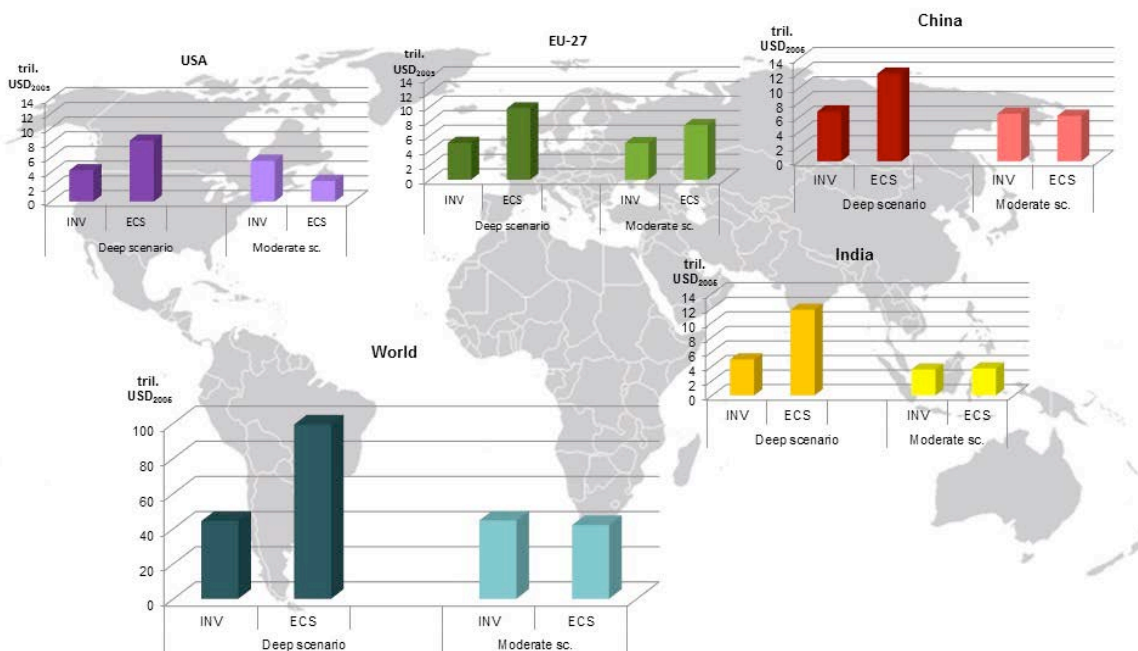 USA
tril.
USD2005
14
12
10
8
6
4
2
0
INV ECS INV ECS
Deep scenario Moderate sc.
EU-27
tril.
USD2005
14
12
10
8
6
4
2
0
INV ECS INV ECS
Deep scenario Moderate sc.
China
tril.
USD2005
14
12
10
8
6
4
2
0
INV ECS INV ECS
Deep scenario Moderate sc.
India
tril.
USD2005
14
12
10
8
6
4
2
0
INV ECS INV ECS
Deep scenario Moderate sc.
World
tril.
USD2005
100
80
60
40
20
0
INV ECS INV ECS
Deep scenario Moderate sc.